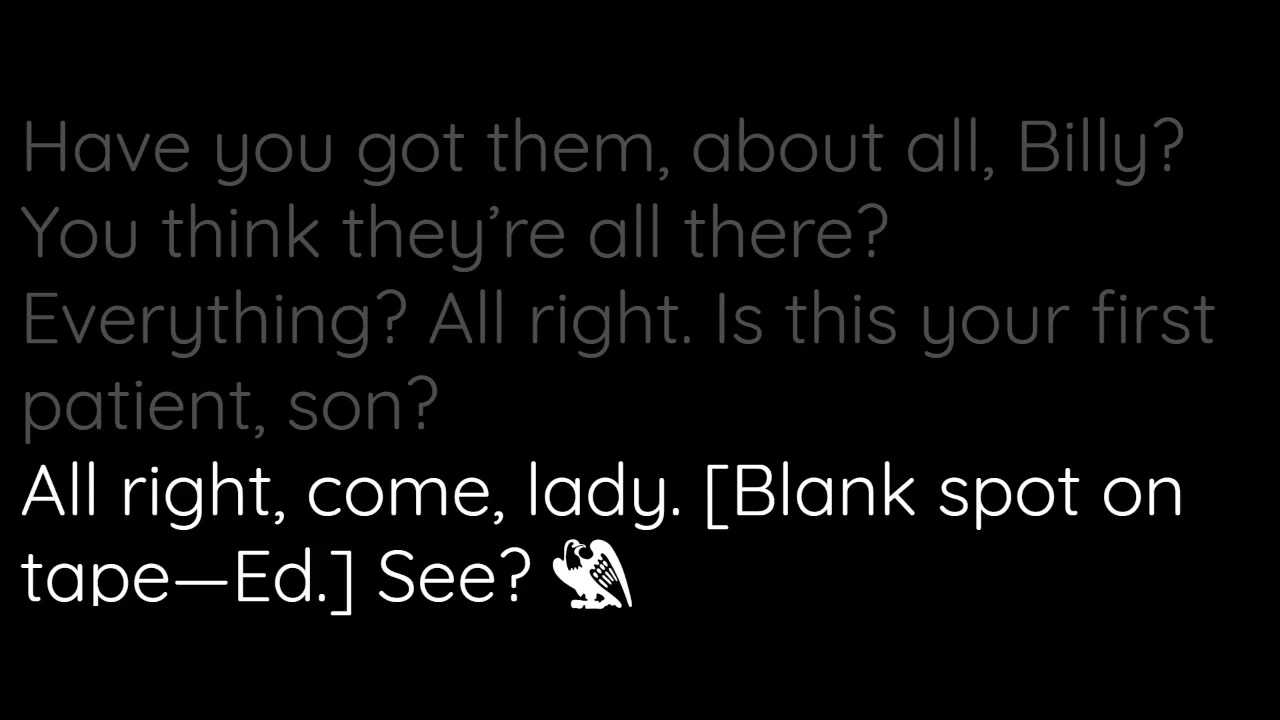 Have you got them, about all, Billy?
You think they’re all there?
Everything? All right. Is this your first
patient, son?
All right, come, lady. [Blank spot on
tape—Ed.] See?